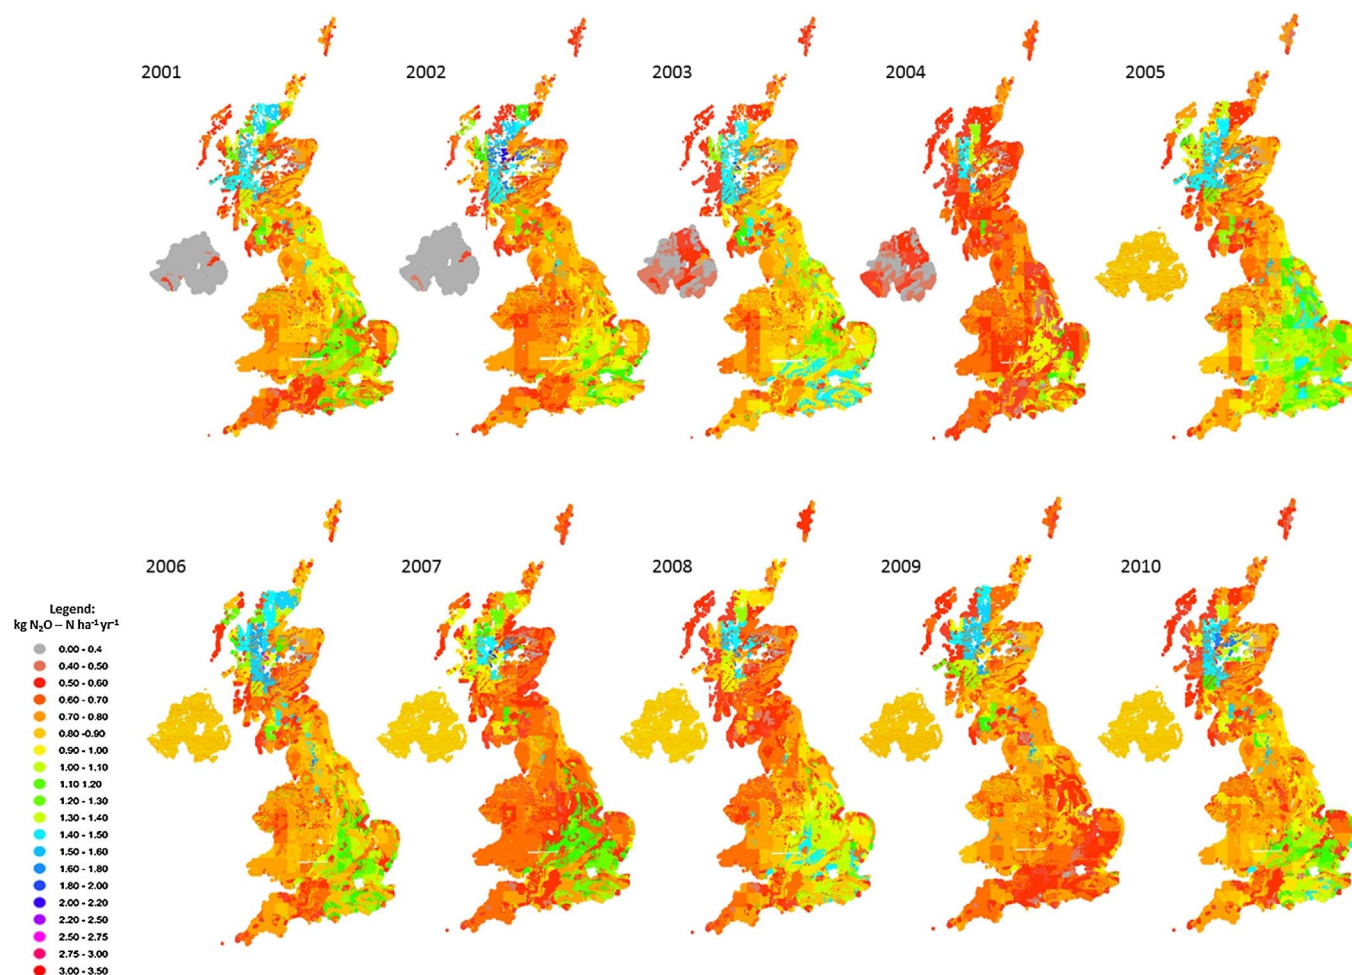 2001
2002
2003
2004
2005
2006
2007
2008
2009
2010
Legend:
kg N₂O – N ha⁻¹ yr⁻¹
0.00 - 0.4
0.40 - 0.50
0.50 - 0.60
0.60 - 0.70
0.70 - 0.80
0.80 -0.90
0.90 - 1.00
1.00 - 1.10
1.10 1.20
1.20 - 1.30
1.30 - 1.40
1.40 - 1.50
1.50 - 1.60
1.60 - 1.80
1.80 - 2.00
2.00 - 2.20
2.20 - 2.50
2.50 - 2.75
2.75 - 3.00
3.00 - 3.50